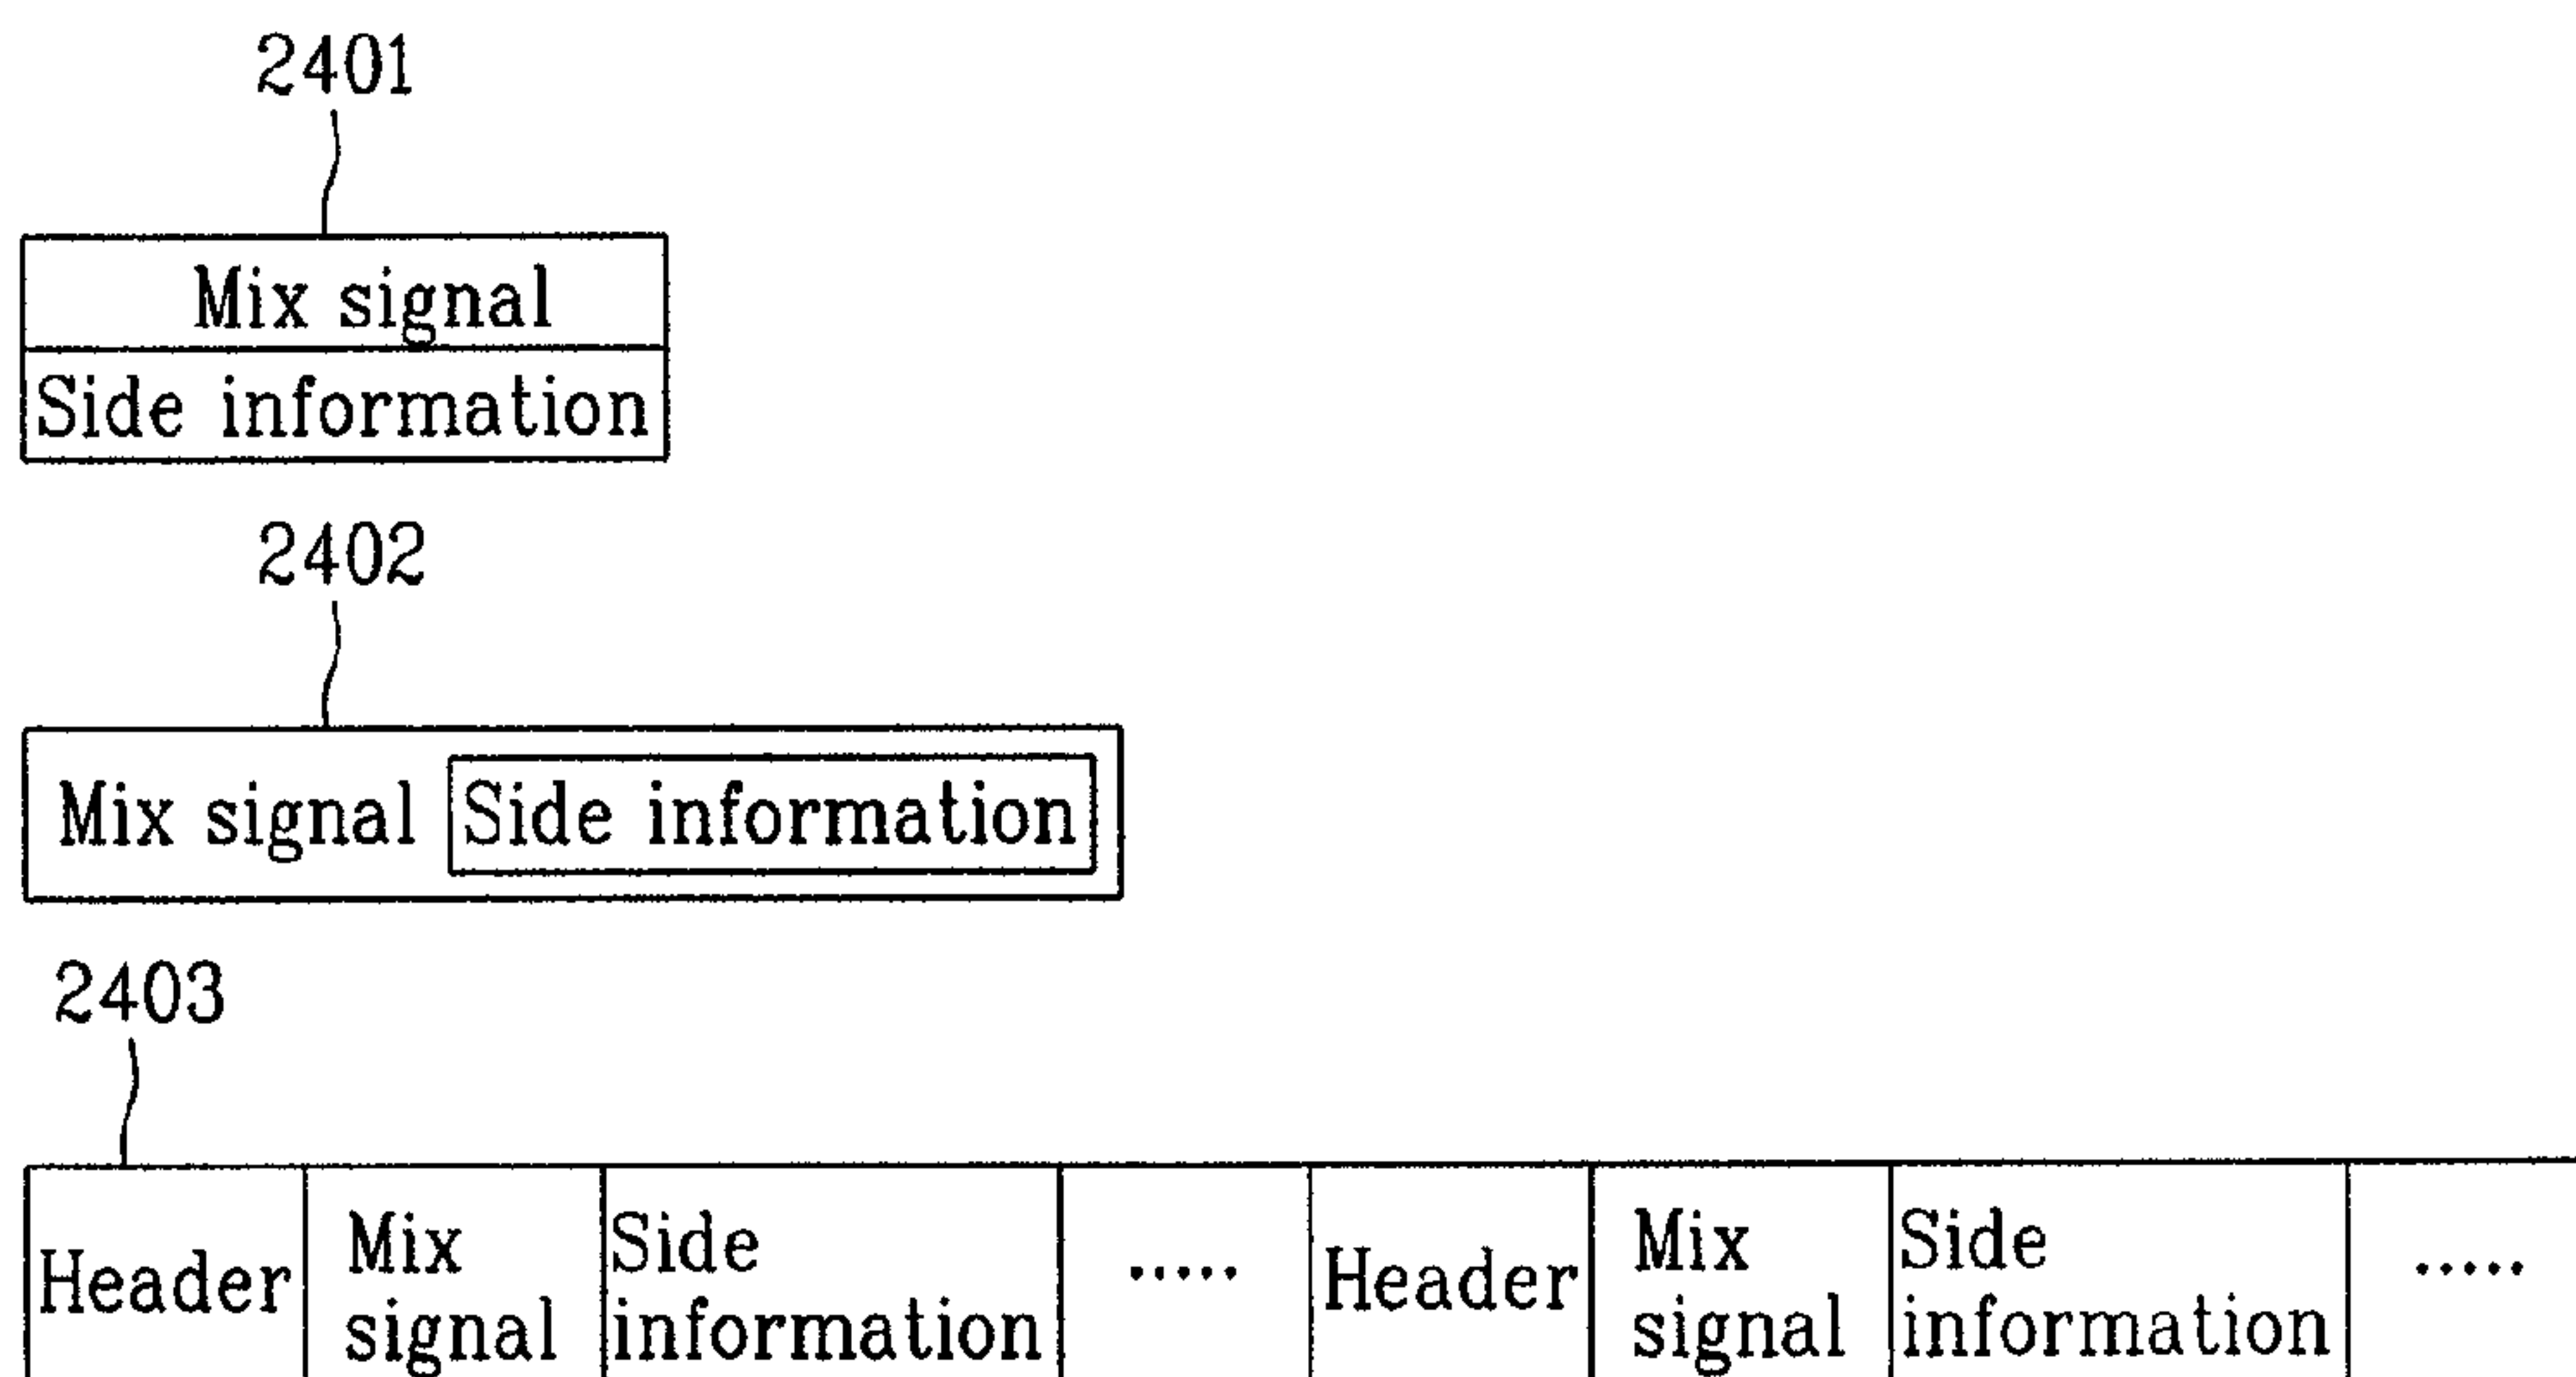 2401
Mix signal
Side information
2402
Mix signal Side information
2403
Header Mix signal Side information ..... Header Mix signal Side information .....